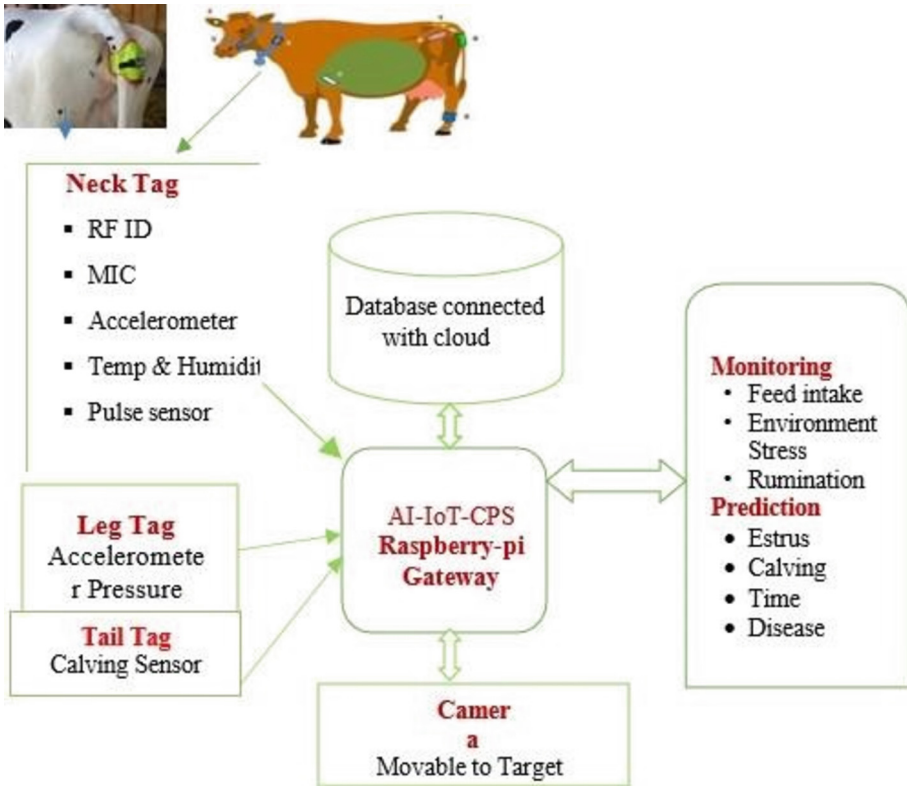 Neck Tag
▪ RF ID
▪ MIC
▪ Accelerometer
▪ Temp & Humidit
▪ Pulse sensor
Database connected
with cloud
Leg Tag
Acceleromete
r Pressure
Tail Tag
Calving Sensor
AI-IoT-CPS
Raspberry-pi
Gateway
Camer
a
Movable to Target
Monitoring
• Feed intake
• Environment
Stress
• Rumination
Prediction
• Estrus
• Calving
• Time
• Disease